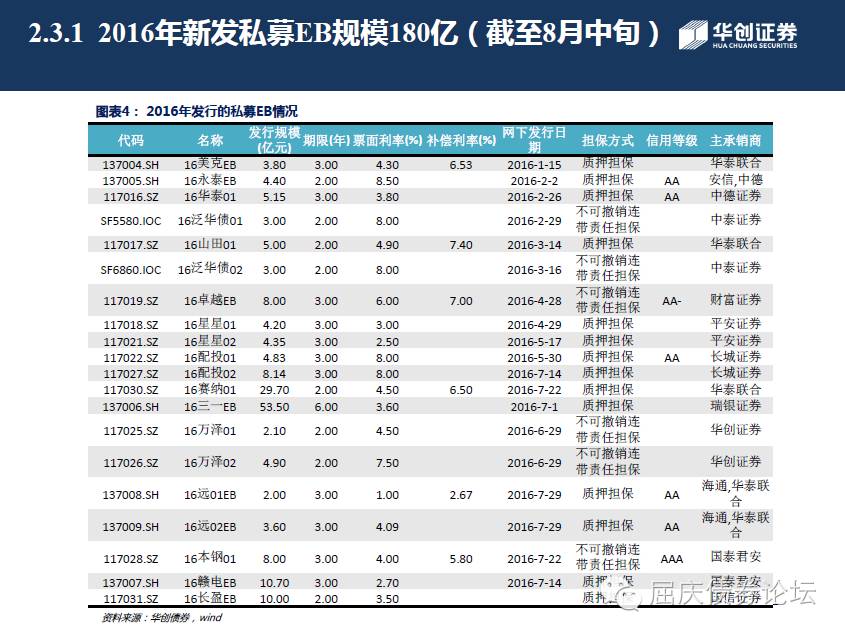 2.3.1 2016年新发私募EB规模180亿（截至8月中旬）
华创证券
HUA CHUANG SECURITIES
图表4： 2016年发行的私募EB情况
代码 名称 发行规模(亿元) 期限(年) 票面利率(%) 补偿利率(%) 网下发行日期 担保方式 信用等级 主承销商
137004.SH 16美克EB 3.80 3.00 4.30 6.53 2016-1-15 质押担保 华泰联合
137005.SH 16永泰EB 4.40 2.00 8.50 2016-2-2 质押担保 AA 安信,中德
117016.SZ 16华泰01 5.15 3.00 3.80 2016-2-26 质押担保 AA 中德证券
SF5580.IOC 16泛华债01 3.00 2.00 8.00 2016-2-29 不可撤销连带责任担保 中泰证券
117017.SZ 16山田01 5.00 2.00 4.90 7.40 2016-3-14 质押担保 华泰联合
SF6860.IOC 16泛华债02 3.00 2.00 8.00 2016-3-16 不可撤销连带责任担保 中泰证券
117019.SZ 16卓越EB 8.00 3.00 6.00 7.00 2016-4-28 不可撤销连带责任担保 AA- 财富证券
117018.SZ 16星星01 4.20 3.00 3.00 2016-4-29 质押担保 平安证券
117021.SZ 16星星02 4.35 3.00 2.50 2016-5-17 质押担保 平安证券
117022.SZ 16配投01 4.83 3.00 8.00 2016-5-30 质押担保 AA 长城证券
117027.SZ 16配投02 8.14 3.00 8.00 2016-7-14 质押担保 长城证券
117030.SZ 16赛纳01 29.70 2.00 4.50 6.50 2016-7-22 质押担保 华泰联合
137006.SH 16三一EB 53.50 6.00 3.60 2016-7-1 质押担保 瑞银证券
117025.SZ 16万泽01 2.10 2.00 4.50 2016-6-29 不可撤销连带责任担保 华创证券
117026.SZ 16万泽02 4.90 2.00 7.50 2016-6-29 不可撤销连带责任担保 华创证券
137008.SH 16远01EB 2.00 3.00 1.00 2.67 2016-7-29 质押担保 AA 海通,华泰联合
137009.SH 16远02EB 3.60 3.00 4.09 2016-7-29 质押担保 AA 海通,华泰联合
117028.SZ 16本钢01 8.00 3.00 4.00 5.80 2016-7-22 不可撤销连带责任担保 AAA 国泰君安
137007.SH 16赣电EB 10.70 3.00 2.70 2016-7-14 质押担保 国泰君安
117031.SZ 16长盈EB 10.00 2.00 3.50 质押担保 国信证券
屈庆债券论坛
资料来源：华创债券，wind